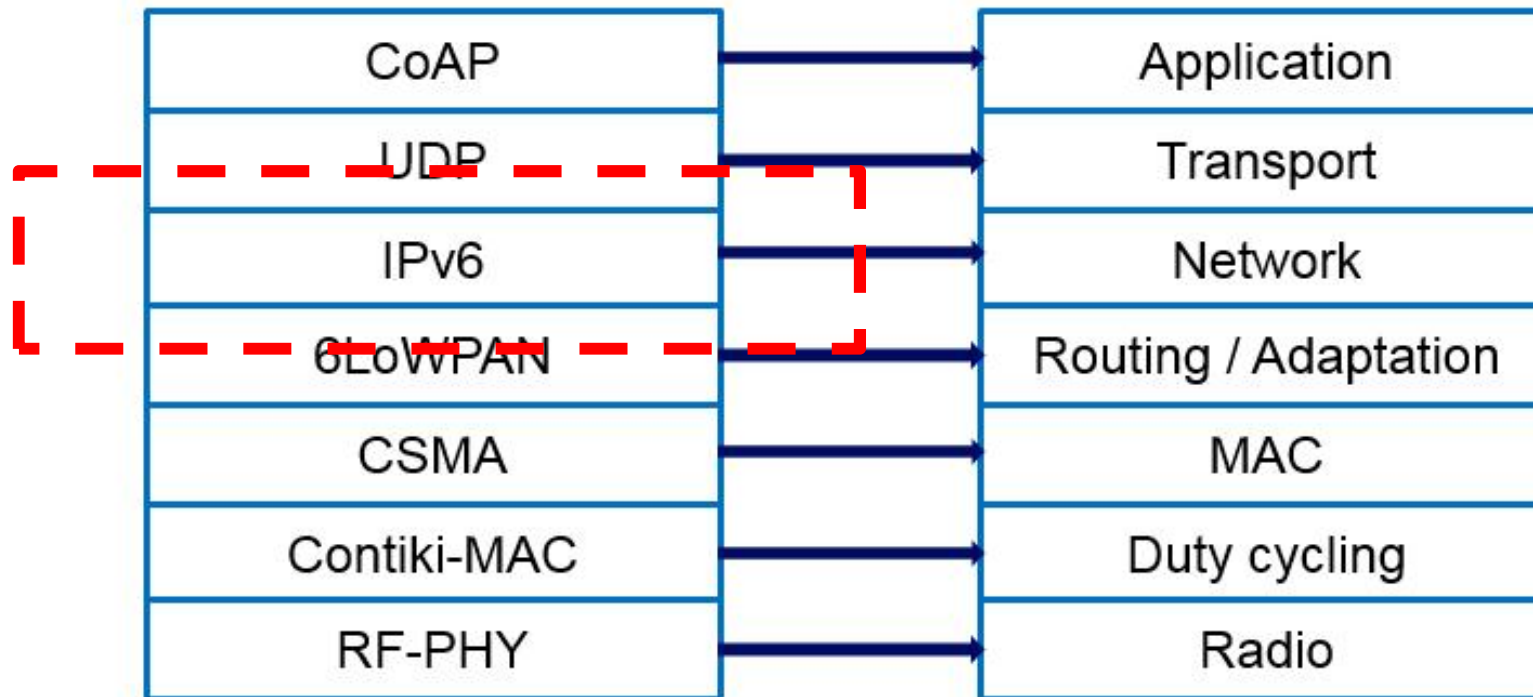 CoAP
Application
UDP
Transport
IPv6
Network
6LoWPAN
Routing / Adaptation
CSMA
MAC
Contiki-MAC
Duty cycling
RF-PHY
Radio